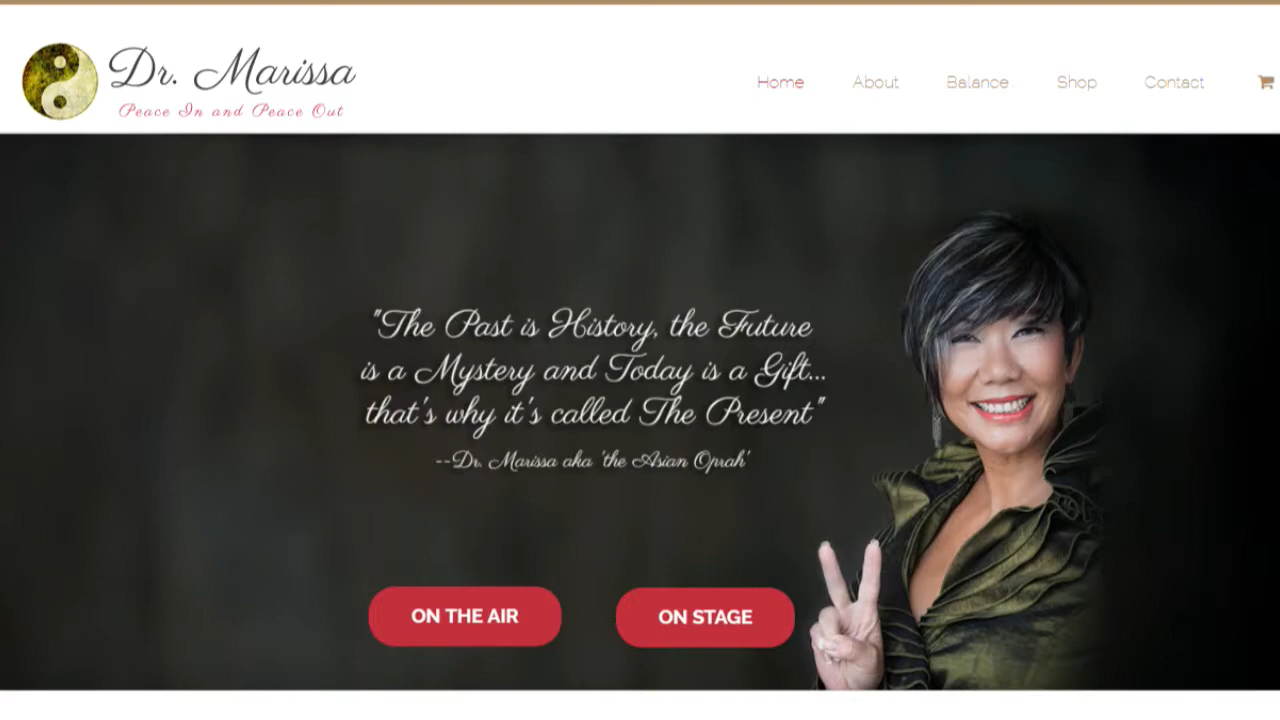 Dr. Marissa
Peace In and Peace Out
Home About Balance Shop Contact
"The Past is History, the Future
is a Mystery and Today is a Gift...
that's why it's called The Present"
--Dr. Marissa aka 'the Asian Oprah'
ON THE AIR ON STAGE